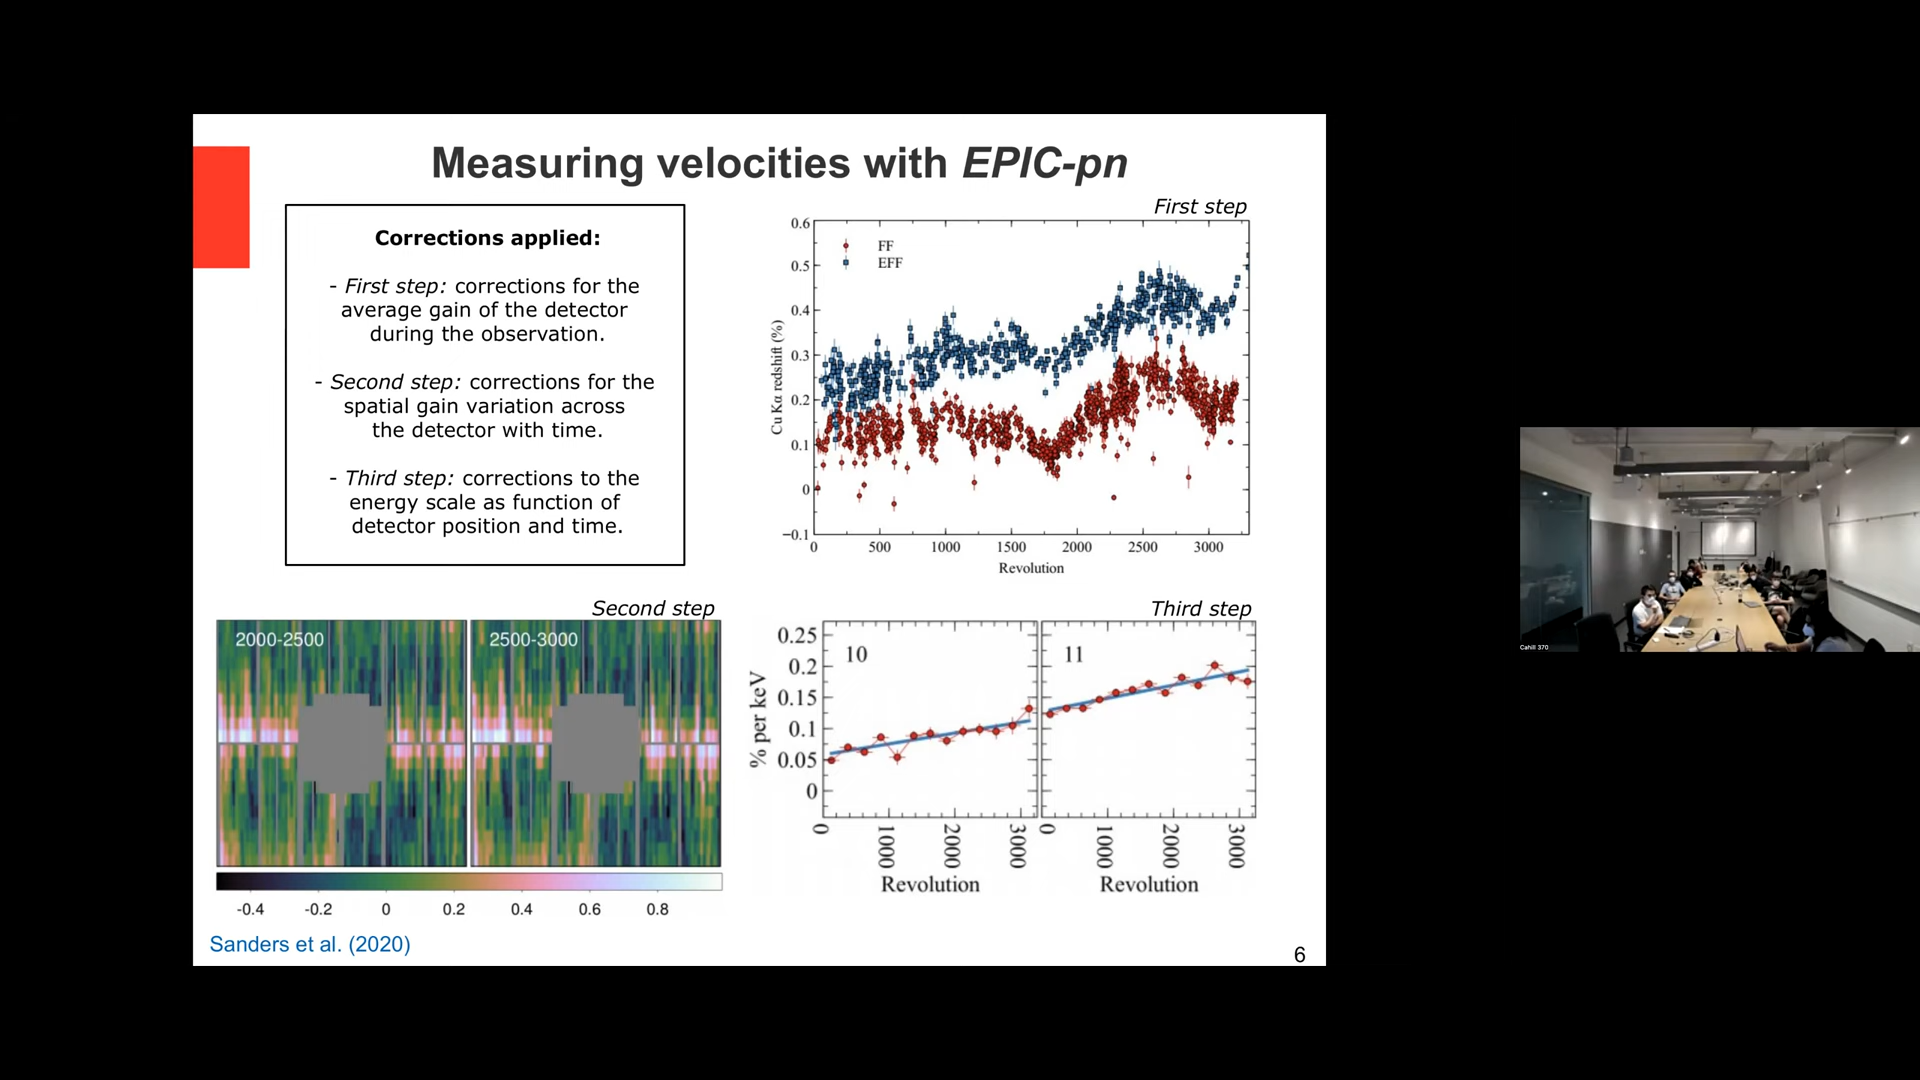 Measuring velocities with EPIC-pn
Corrections applied:
- First step: corrections for the
average gain of the detector
during the observation.
- Second step: corrections for the
spatial gain variation across
the detector with time.
- Third step: corrections to the
energy scale as function of
detector position and time.
First step
FF
EFF
0.6
0.5
0.4
0.3
0.2
0.1
0
−0.1
Cu Kα redshift (%)
0 500 1000 1500 2000 2500 3000
Revolution
Second step
2000-2500
2500-3000
-0.4 -0.2 0 0.2 0.4 0.6 0.8
Third step
10
11
0.25
0.2
0.15
0.1
0.05
0
% per keV
0 1000 2000 3000
0 1000 2000 3000
Revolution
Revolution
Sanders et al. (2020)
6
Cahill 370